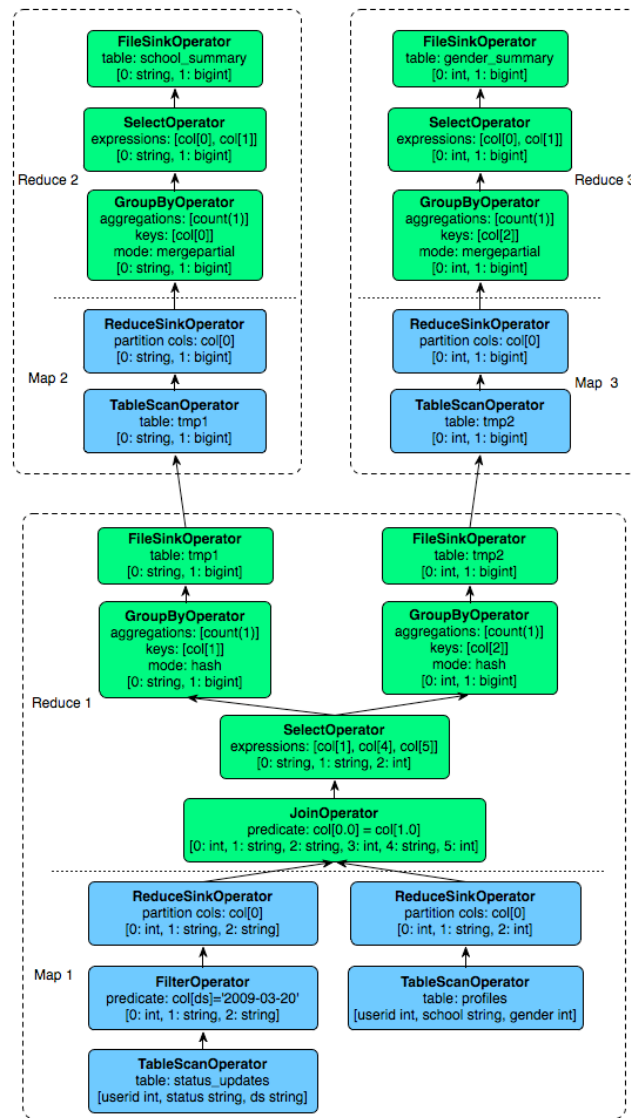 FileSinkOperator
table: school_summary
[0: string, 1: bigint]
SelectOperator
expressions: [col[0], col[1]]
[0: string, 1: bigint]
Reduce 2
GroupByOperator
aggregations: [count(1)]
keys: [col[0]]
mode: mergepartial
[0: string, 1: bigint]
ReduceSinkOperator
partition cols: col[0]
[0: string, 1: bigint]
Map 2
TableScanOperator
table: tmp1
[0: string, 1: bigint]
FileSinkOperator
table: gender_summary
[0: int, 1: bigint]
SelectOperator
expressions: [col[0], col[1]]
[0: int, 1: bigint]
Reduce 3
GroupByOperator
aggregations: [count(1)]
keys: [col[2]]
mode: mergepartial
[0: int, 1: bigint]
ReduceSinkOperator
partition cols: col[0]
[0: int, 1: bigint]
Map 3
TableScanOperator
table: tmp2
[0: int, 1: bigint]
FileSinkOperator
table: tmp1
[0: string, 1: bigint]
FileSinkOperator
table: tmp2
[0: int, 1: bigint]
GroupByOperator
aggregations: [count(1)]
keys: [col[1]]
mode: hash
[0: string, 1: bigint]
GroupByOperator
aggregations: [count(1)]
keys: [col[2]]
mode: hash
[0: int, 1: bigint]
Reduce 1
SelectOperator
expressions: [col[1], col[4], col[5]]
[0: string, 1: string, 2: int]
JoinOperator
predicate: col[0.0] = col[1.0]
[0: int, 1: string, 2: string, 3: int, 4: string, 5: int]
ReduceSinkOperator
partition cols: col[0]
[0: int, 1: string, 2: string]
ReduceSinkOperator
partition cols: col[0]
[0: int, 1: string, 2: int]
Map 1
FilterOperator
predicate: col[ds]='2009-03-20'
[0: int, 1: string, 2: string]
TableScanOperator
table: profiles
[userid int, school string, gender int]
TableScanOperator
table: status_updates
[userid int, status string, ds string]